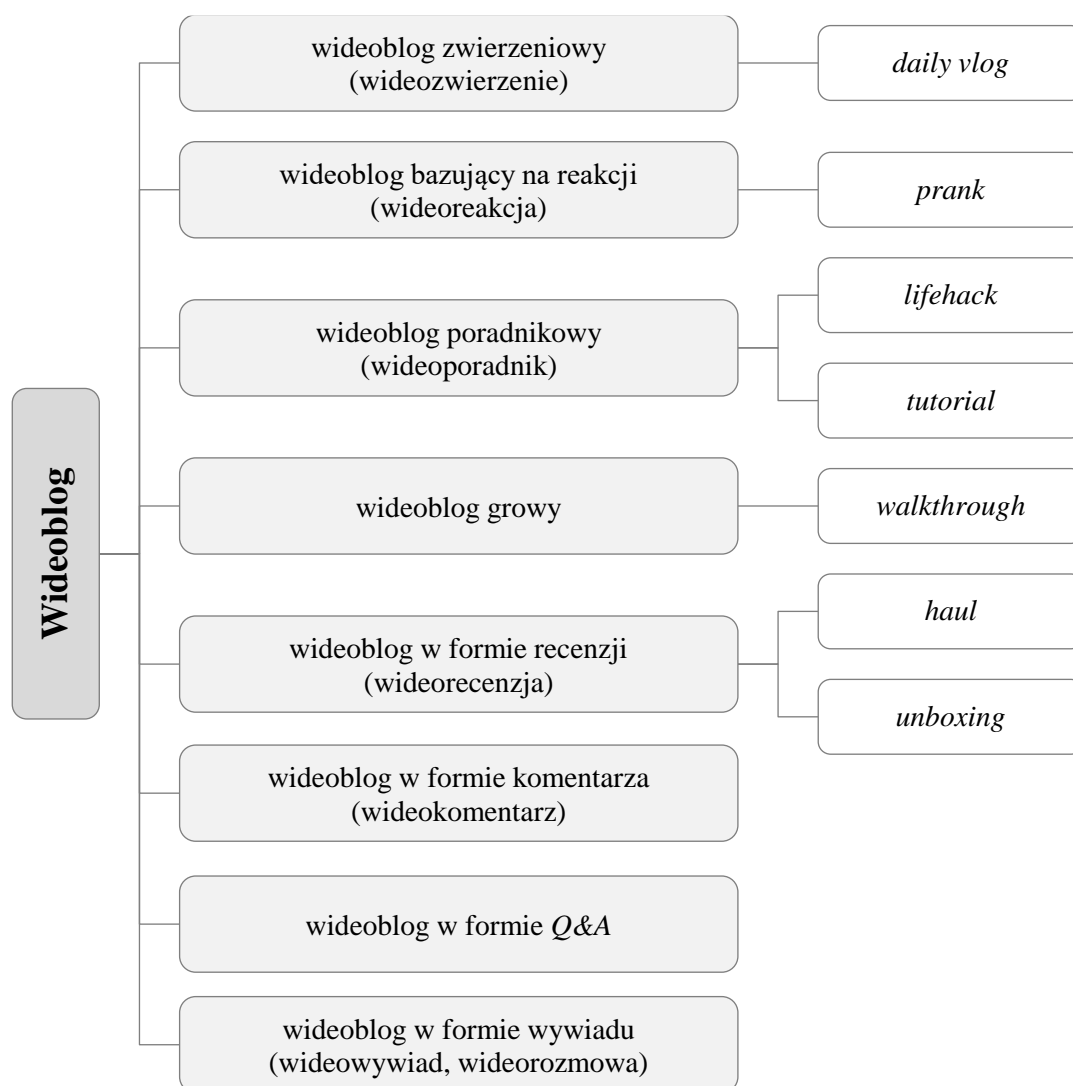 wideoblog zwierzeniowy
(wideozwierzenie)
daily vlog
wideoblog bazujący na reakcji
(wideoreakcja)
prank
wideoblog poradnikowy
(wideoporadnik)
lifehack
tutorial
Wideoblog
wideoblog growy
walkthrough
wideoblog w formie recenzji
(wideorecenzja)
haul
unboxing
wideoblog w formie komentarza
(wideokomentarz)
wideoblog w formie Q&A
wideoblog w formie wywiadu
(wideowywiad, wideorozmowa)